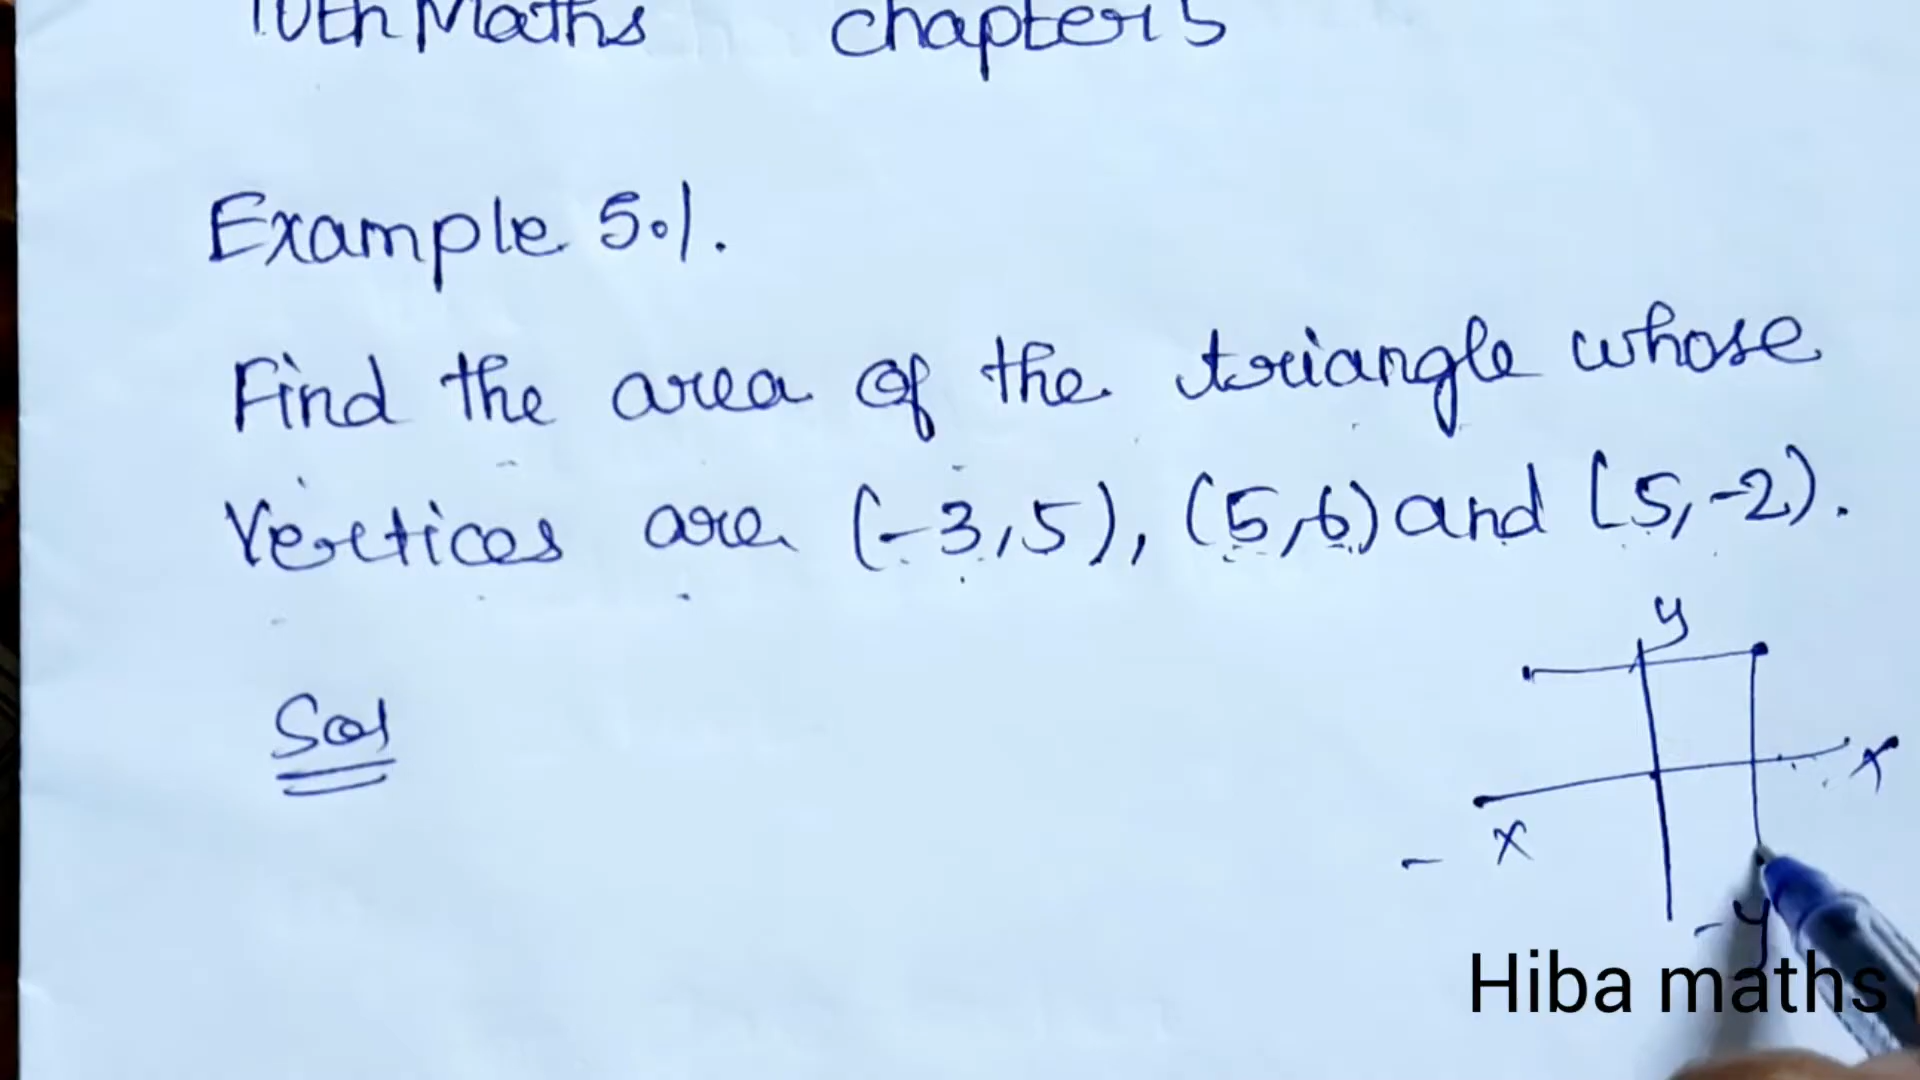 10th Maths chapter 5
Example 5.1.
Find the area of the triangle whose
vertices are (-3,5), (5,6) and (5,-2).
y
Sol
x
- x
-y
Hiba maths